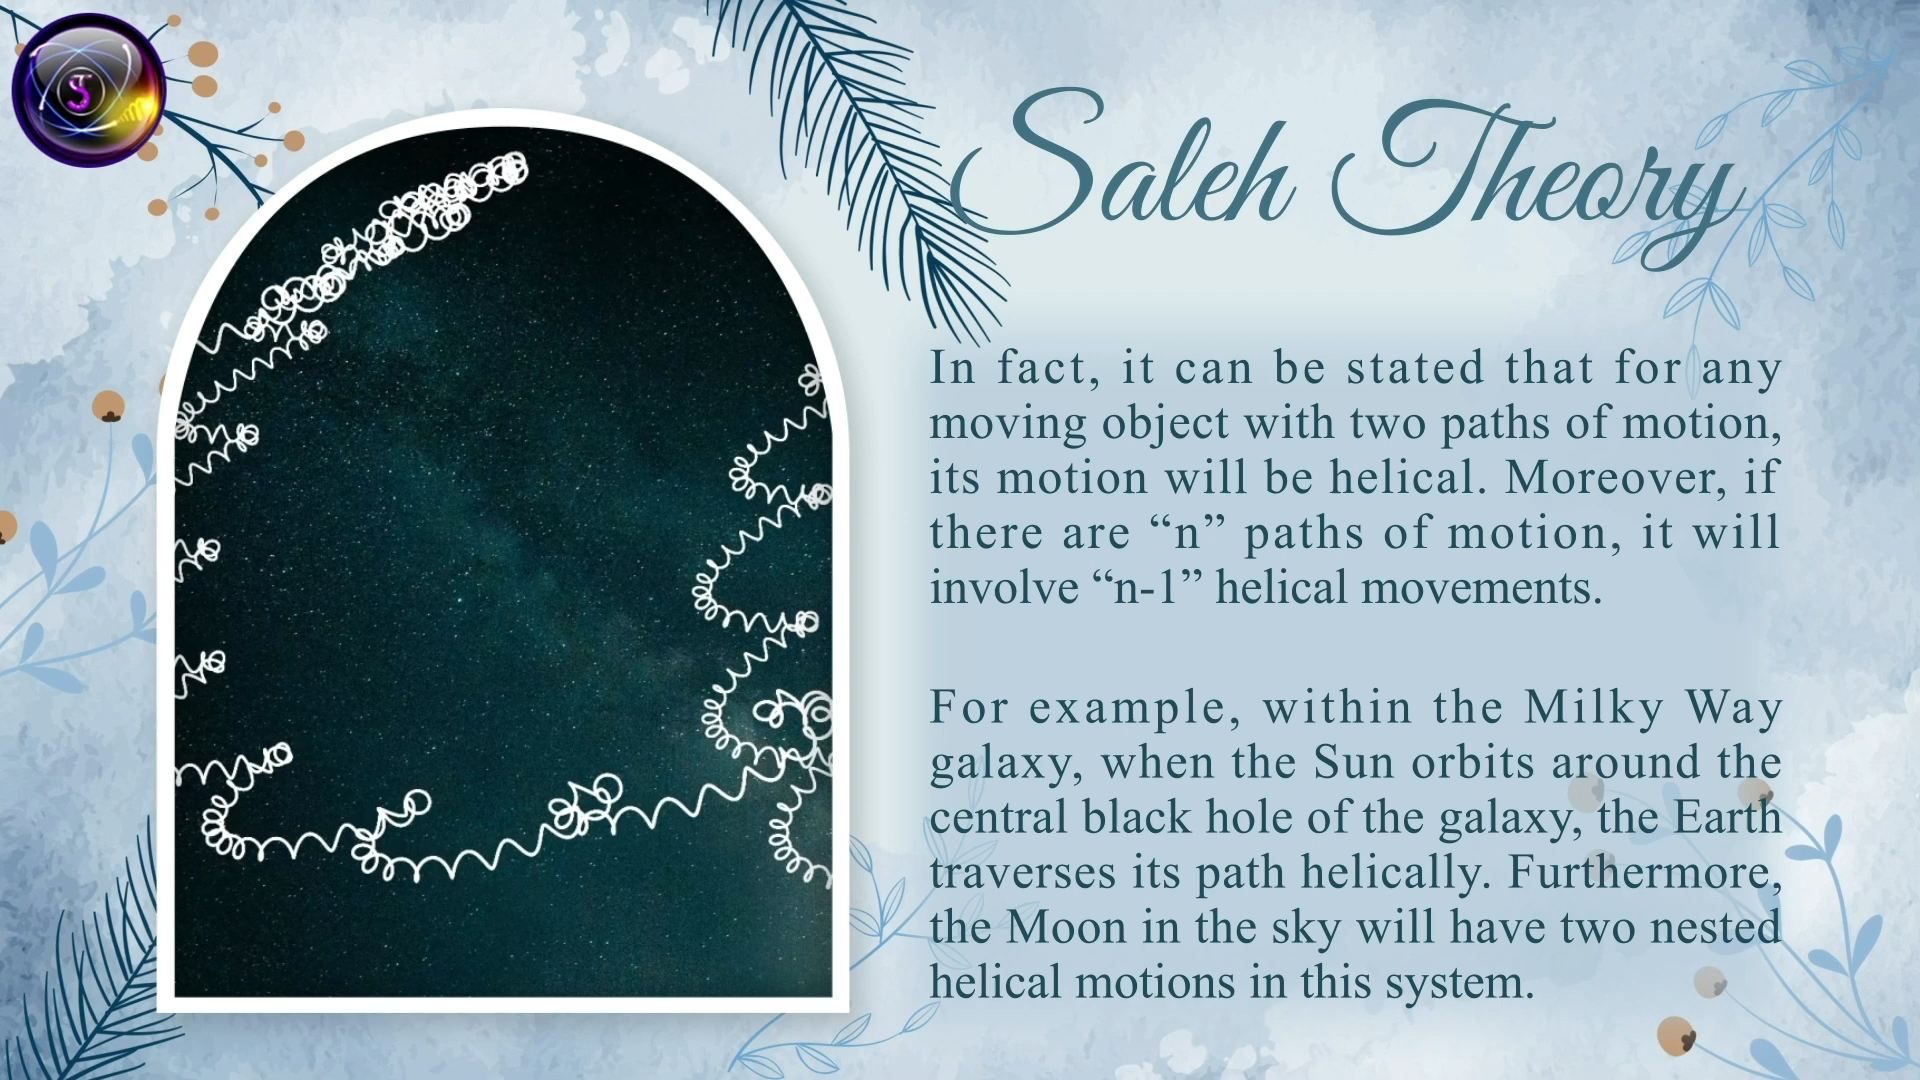 Saleh Theory
In fact, it can be stated that for any
moving object with two paths of motion,
its motion will be helical. Moreover, if
there are “n” paths of motion, it will
involve “n-1” helical movements.
For example, within the Milky Way
galaxy, when the Sun orbits around the
central black hole of the galaxy, the Earth
traverses its path helically. Furthermore,
the Moon in the sky will have two nested
helical motions in this system.